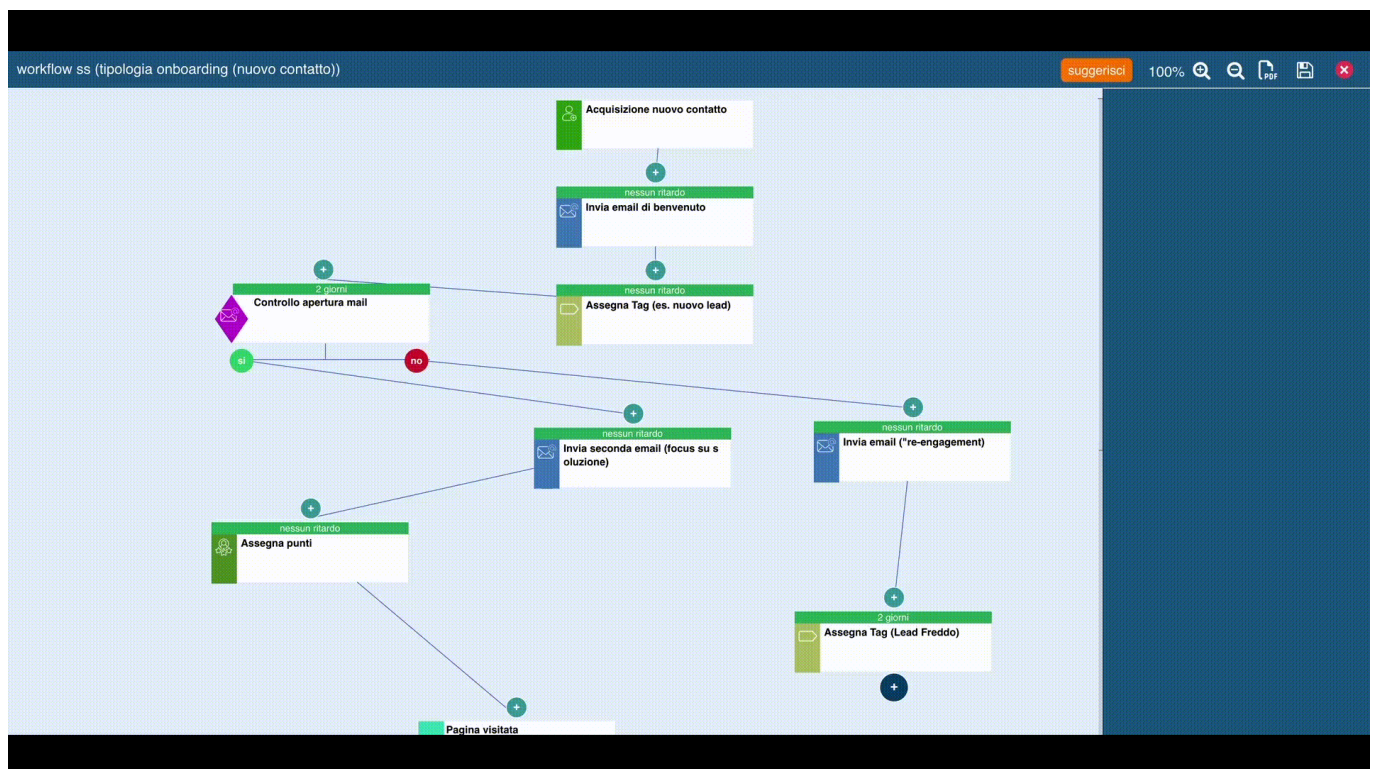 workflow ss (tipologia onboarding (nuovo contatto))
suggerisci
100%
PDF
Acquisizione nuovo contatto
+
nessun ritardo
Invia email di benvenuto
+
+
2 giorni
Controllo apertura mail
nessun ritardo
Assegna Tag (es. nuovo lead)
si
no
+
+
nessun ritardo
Invia seconda email (focus su s
oluzione)
nessun ritardo
Invia email ("re-engagement)
+
nessun ritardo
Assegna punti
+
2 giorni
Assegna Tag (Lead Freddo)
+
+
Pagina visitata